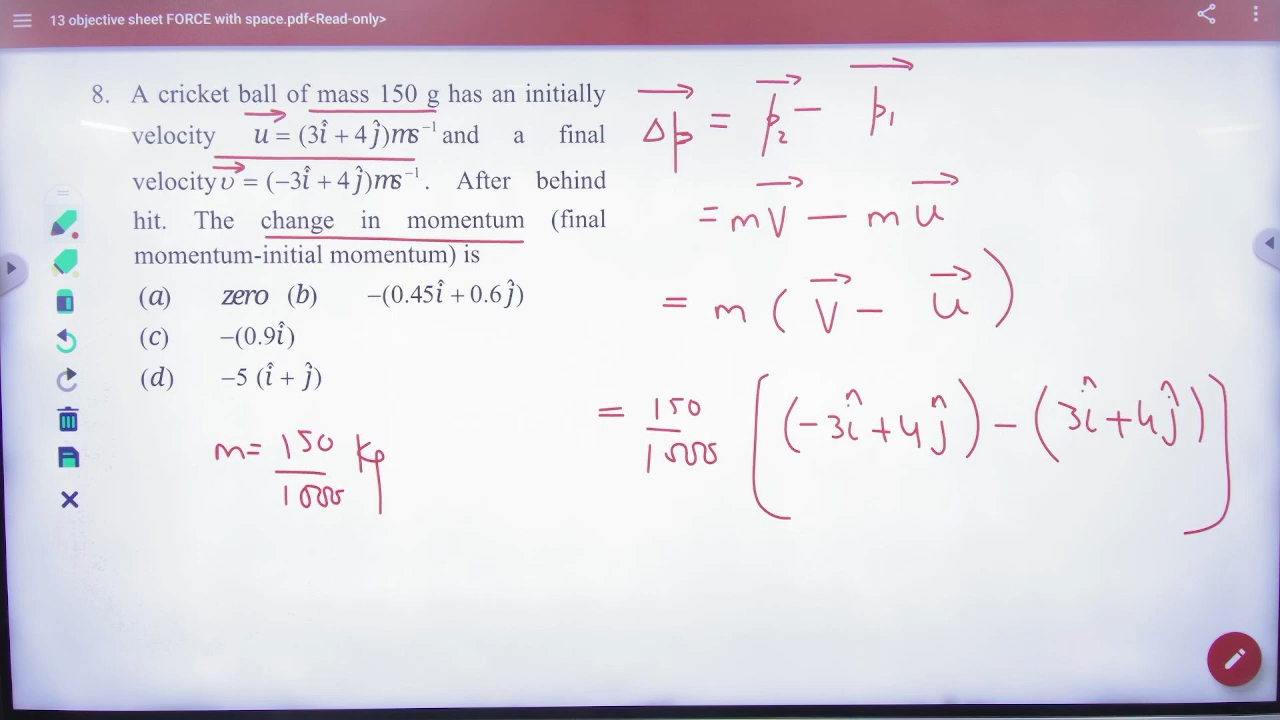 13 objective sheet FORCE with space.pdf<Read-only>
8. A cricket ball of mass 150 g has an initially
velocity u = (3î + 4ĵ)ms⁻¹ and a final
velocity υ = (−3î + 4ĵ)ms⁻¹. After behind
hit. The change in momentum (final
momentum-initial momentum) is
(a) zero (b) −(0.45î + 0.6ĵ)
(c) −(0.9î)
(d) −5 (î + ĵ)
m = 150/1000 kg
Δp⃗ = p⃗₂ − p⃗₁
= mv⃗ − mu⃗
= m(v⃗ − u⃗)
= 150/1000 [(−3î + 4ĵ) − (3î + 4ĵ)]